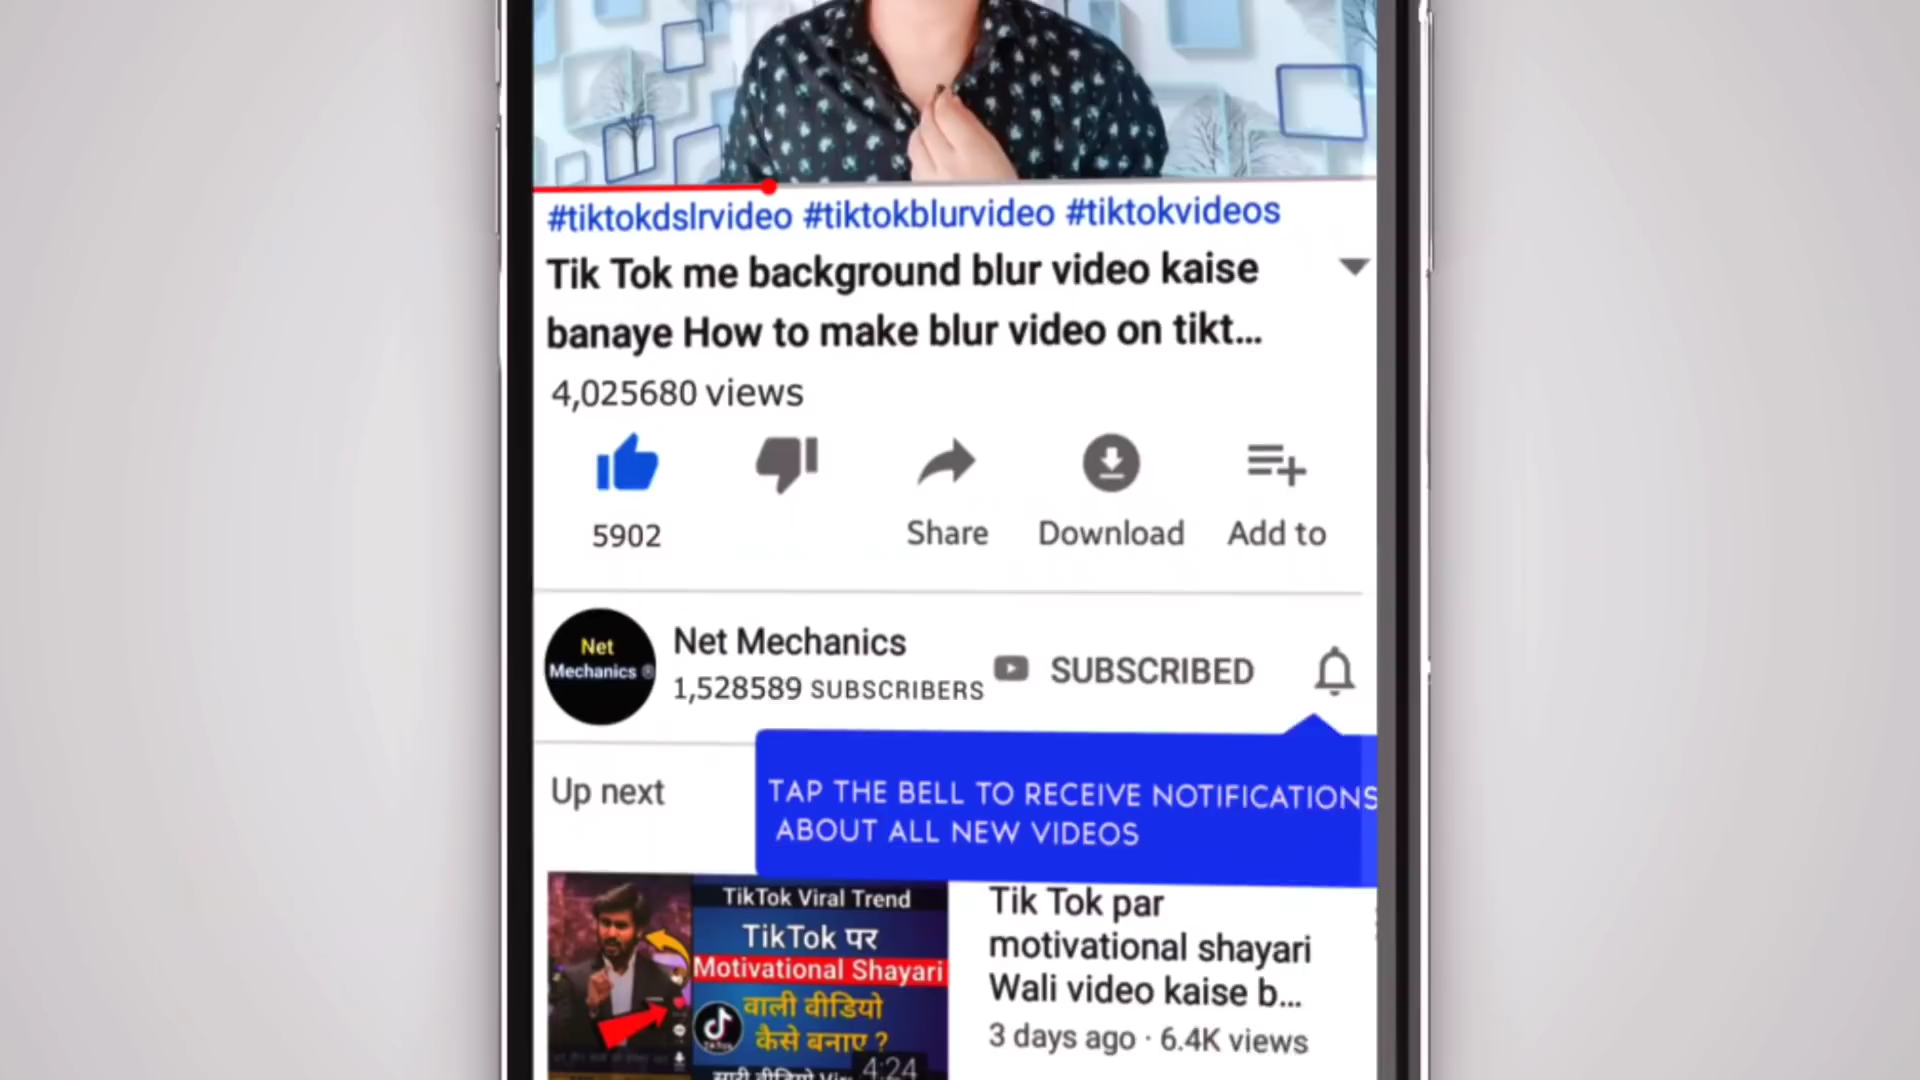 #tiktokdslrvideo #tiktokblurvideo #tiktokvideos
Tik Tok me background blur video kaise
banaye How to make blur video on tikt...
4,025680 views
5902
Share
Download
Add to
Net
Mechanics ®
Net Mechanics
1,528589 SUBSCRIBERS
SUBSCRIBED
TAP THE BELL TO RECEIVE NOTIFICATIONS
ABOUT ALL NEW VIDEOS
Up next
TikTok Viral Trend
TikTok पर
Motivational Shayari
वाली वीडियो
कैसे बनाए ?
4:24
Tik Tok par
motivational shayari
Wali video kaise b...
3 days ago · 6.4K views